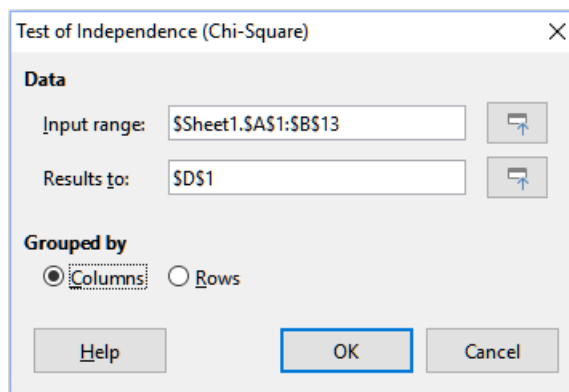 Test of Independence (Chi-Square)
Data
Input range: $Sheet1.$A$1:$B$13
Results to: $D$1
Grouped by
Columns Rows
Help OK Cancel